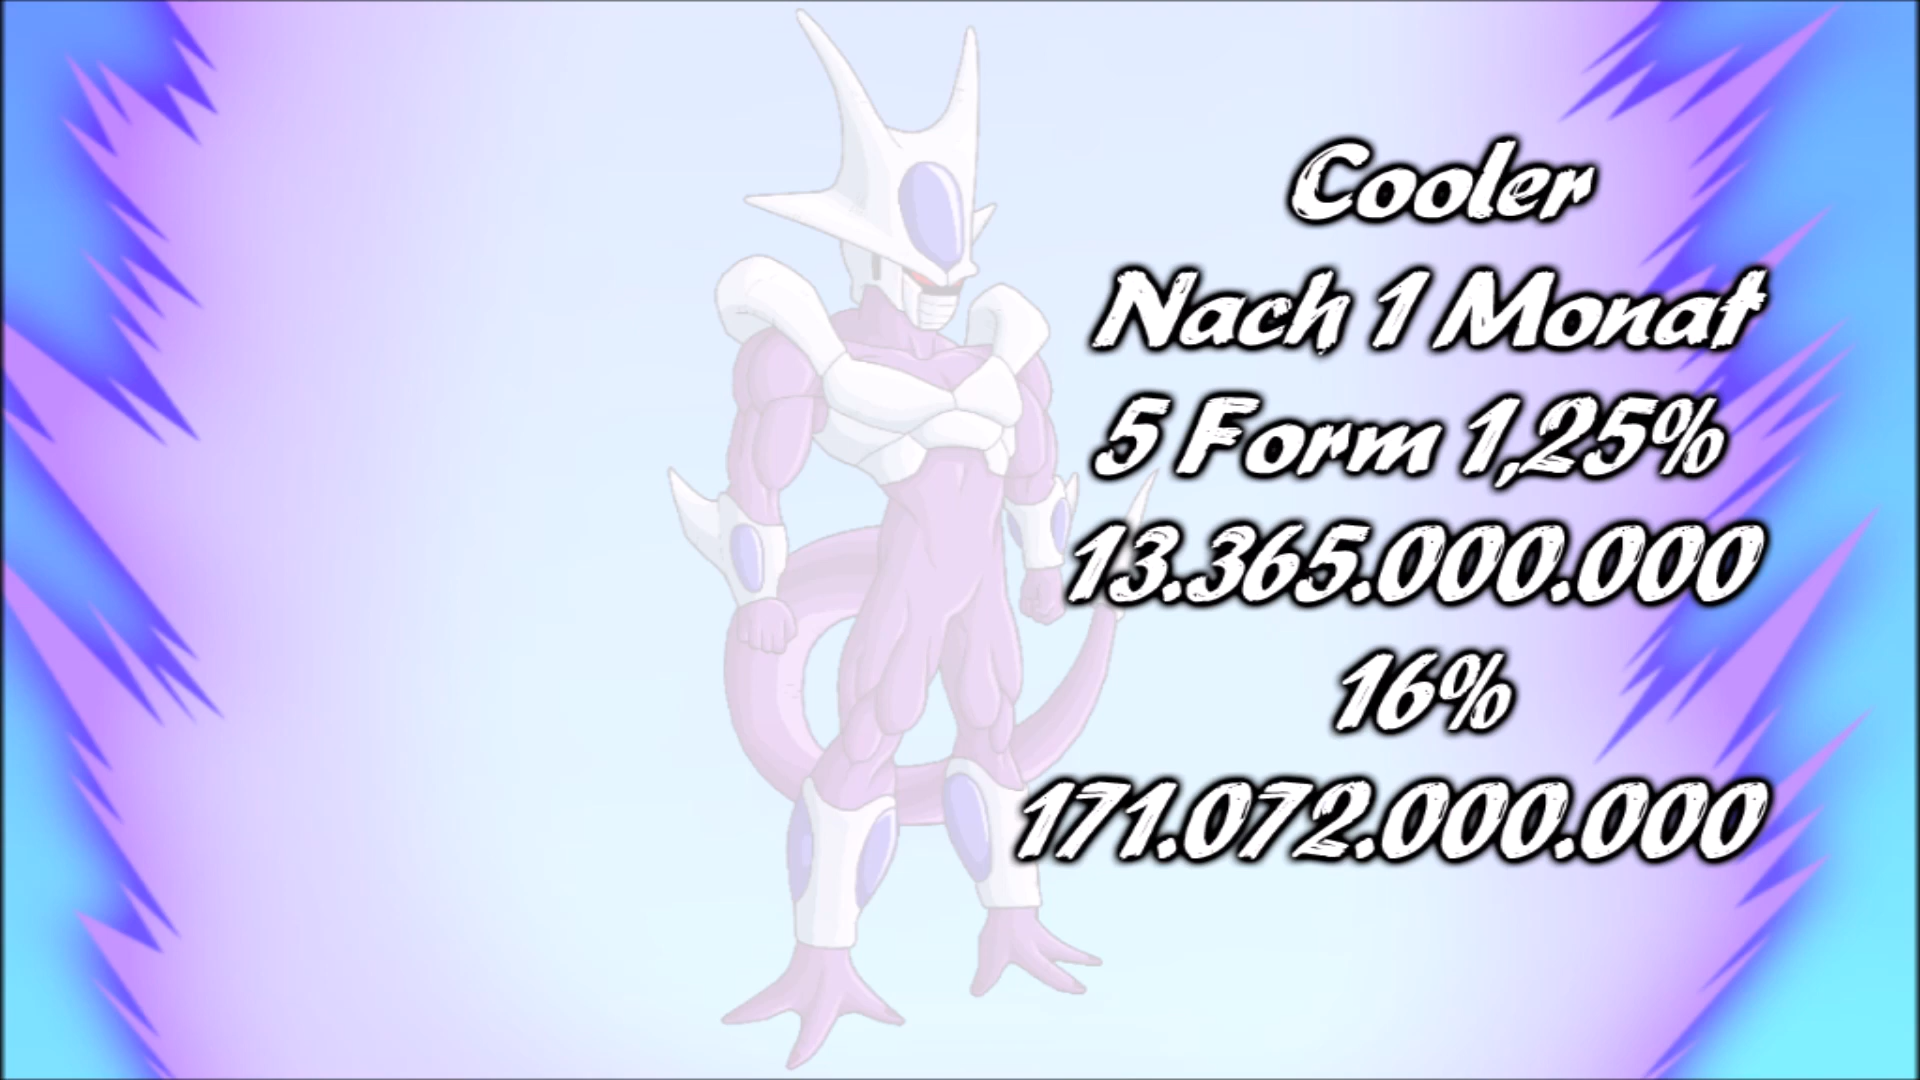 Cooler
Nach 1 Monat
5 Form 1,25%
13.365.000.000
16%
171.072.000.000